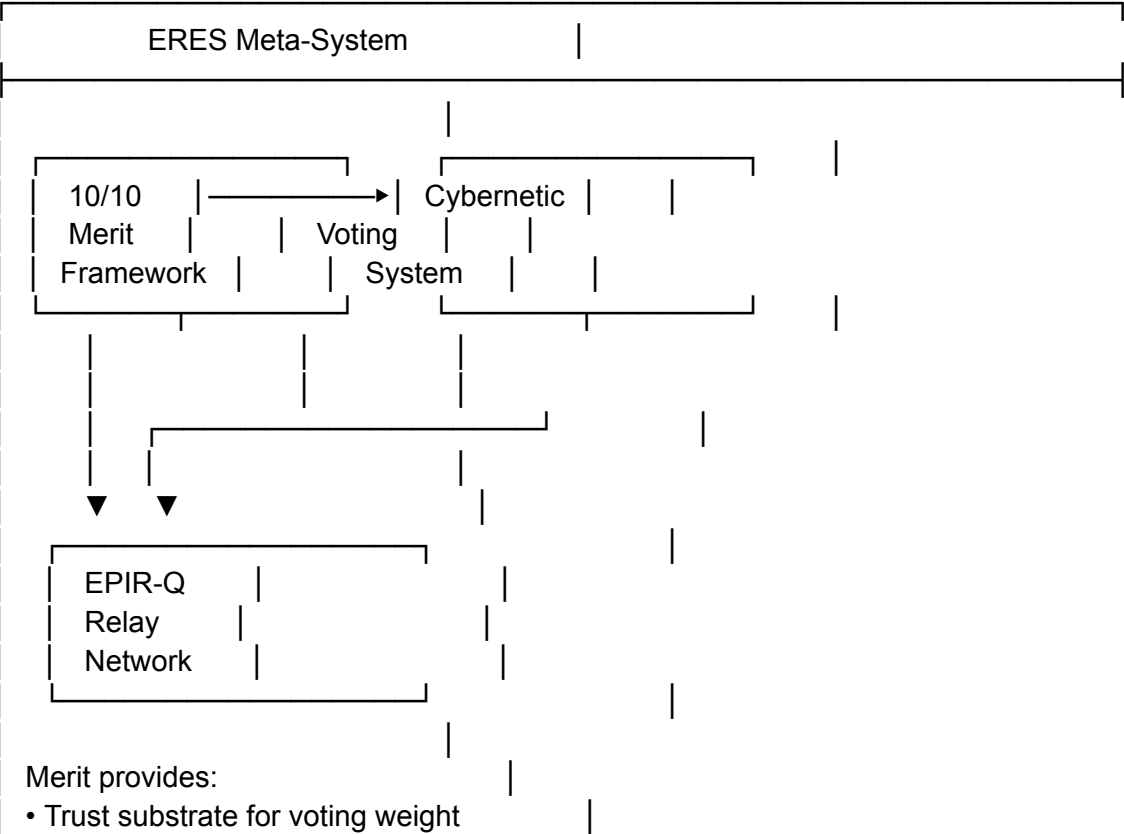 ERES Meta-System
10/10 Cybernetic
Merit Voting
Framework System
EPIR-Q
Relay
Network
Merit provides:
• Trust substrate for voting weight